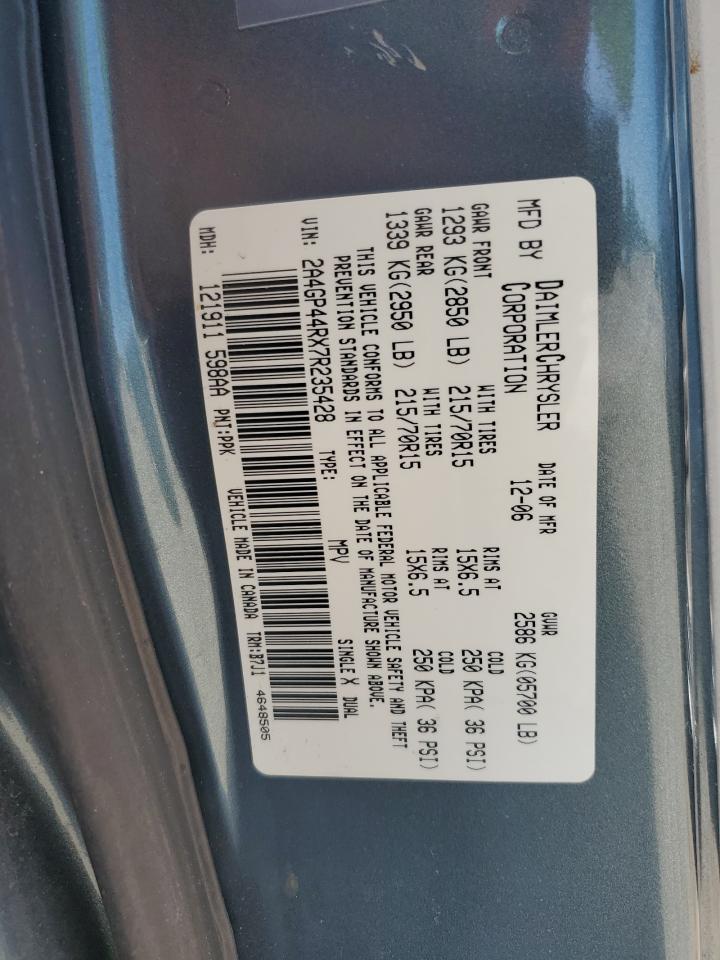 MFD BY DAIMLERCHRYSLER
CORPORATION
DATE OF MFR
12-06
GVWR
2586 KG(05700 LB)
GAWR FRONT WITH TIRES RIMS AT COLD
1293 KG(2850 LB) 215/70R15 15X6.5 250 KPA( 36 PSI)
GAWR REAR WITH TIRES RIMS AT COLD
1339 KG(2950 LB) 215/70R15 15X6.5 250 KPA( 36 PSI)
THIS VEHICLE CONFORMS TO ALL APPLICABLE FEDERAL MOTOR VEHICLE SAFETY AND THEFT
PREVENTION STANDARDS IN EFFECT ON THE DATE OF MANUFACTURE SHOWN ABOVE.
VIN: 2A4GP44RX7R235428 TYPE: MPV SINGLE X DUAL
MDH: 121911 598AA PNT:PPK VEHICLE MADE IN CANADA TRM:B7J1 4648505